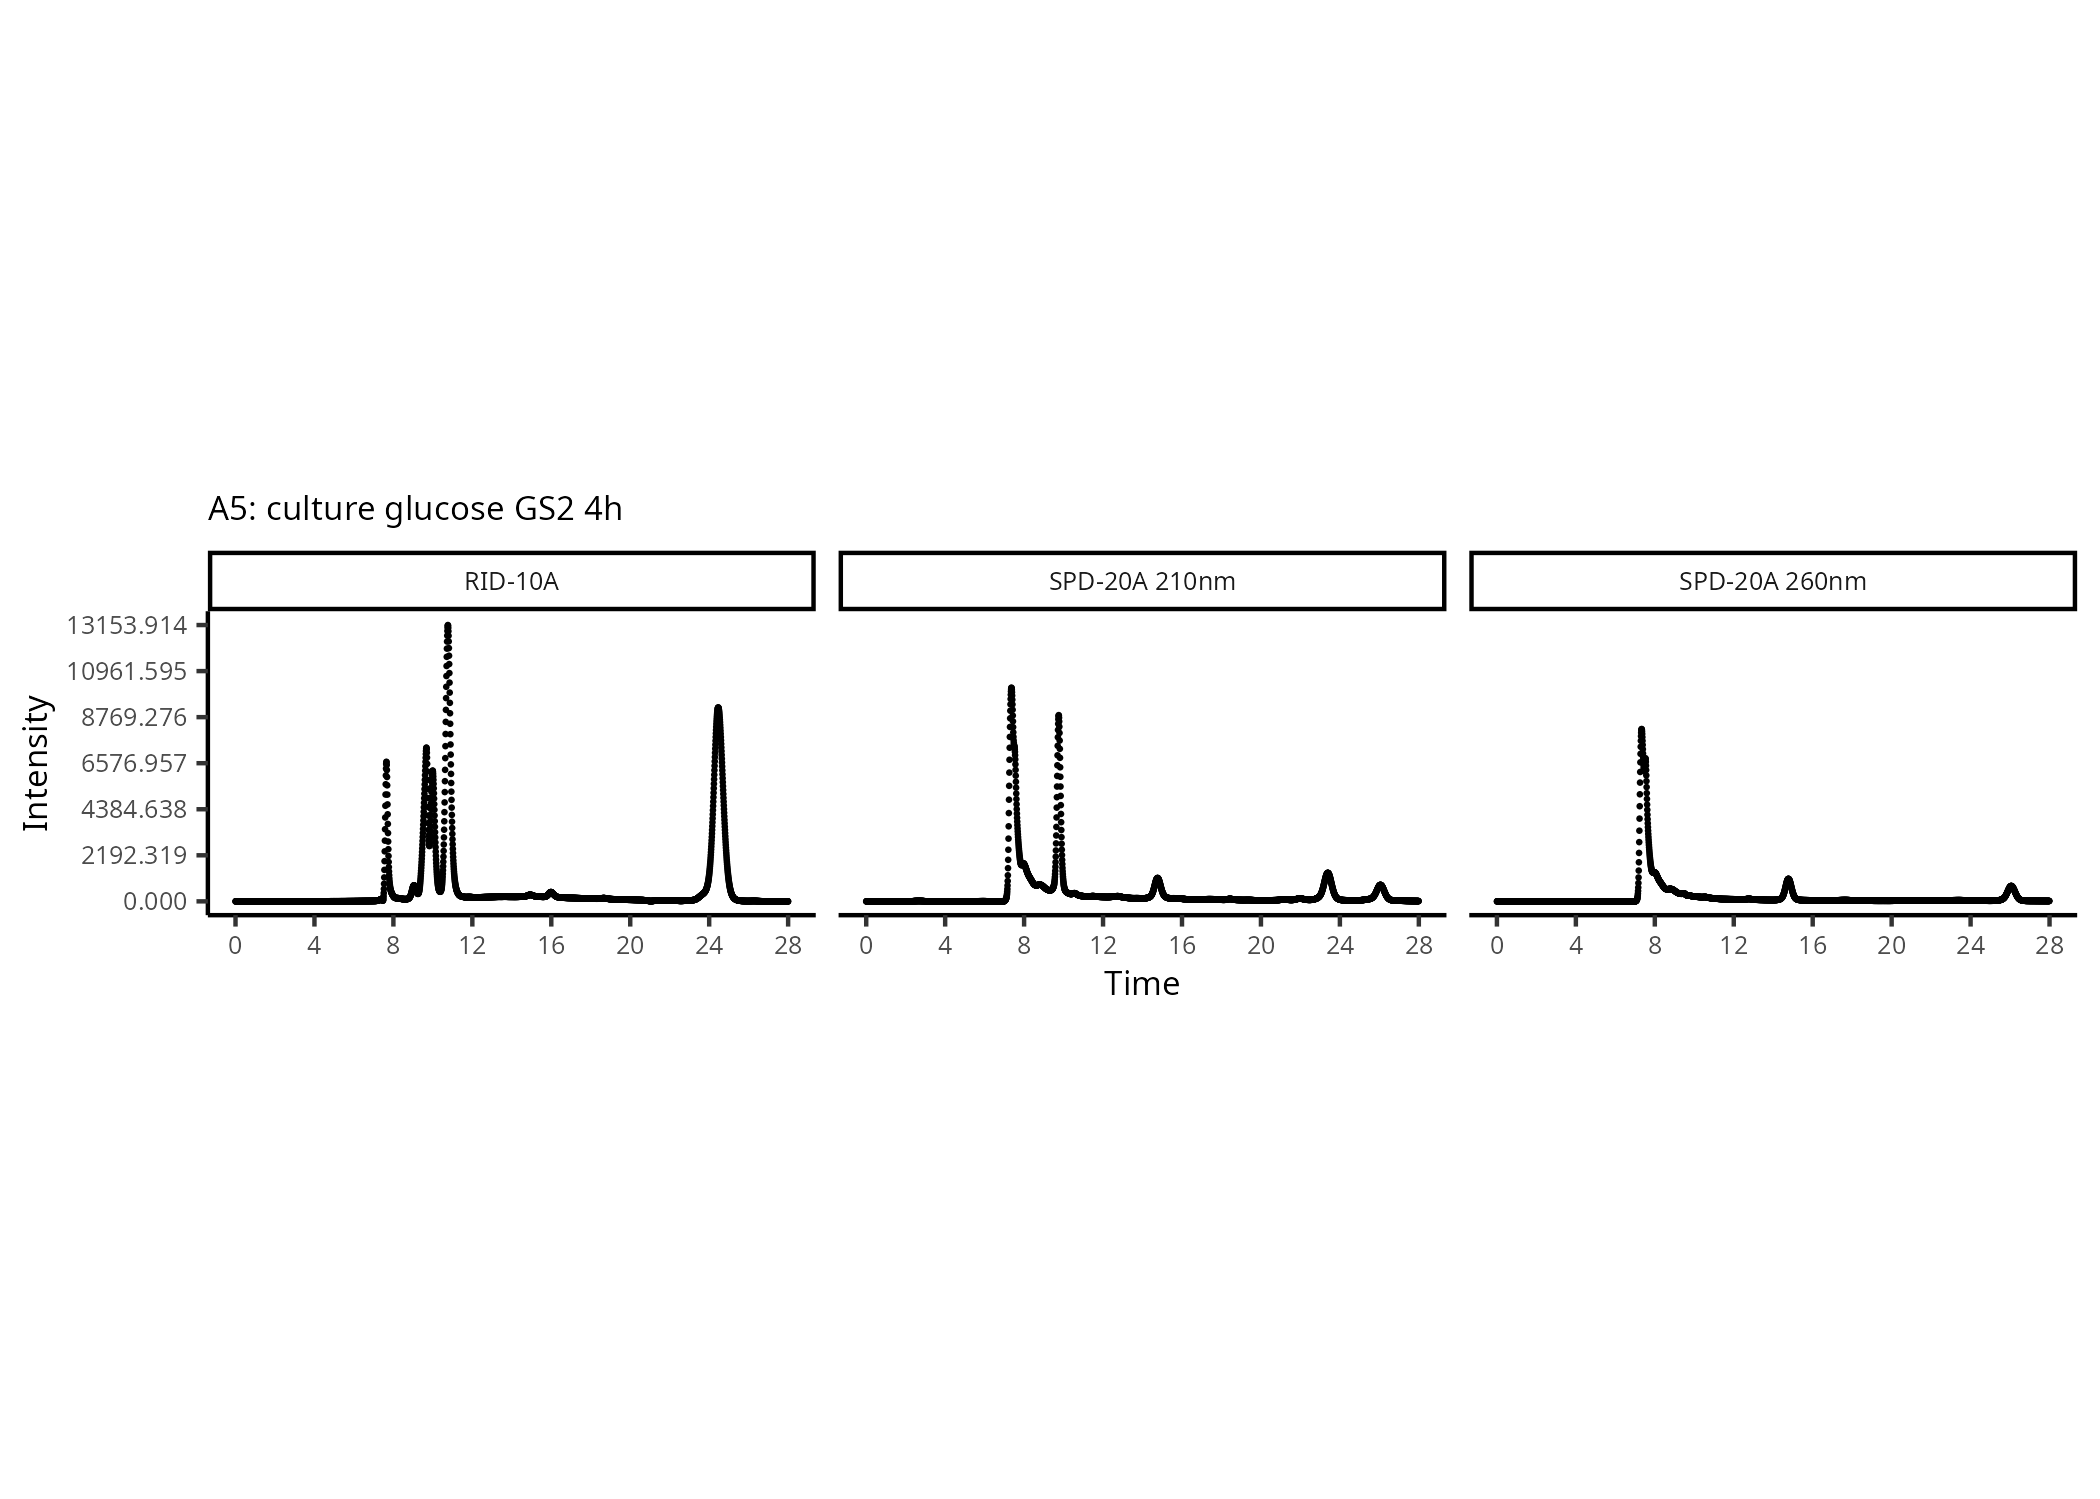 A5: culture glucose GS2 4h
RID-10A
SPD-20A 210nm
SPD-20A 260nm
Intensity
13153.914
10961.595
8769.276
6576.957
4384.638
2192.319
0.000
0 4 8 12 16 20 24 28
0 4 8 12 16 20 24 28
0 4 8 12 16 20 24 28
Time